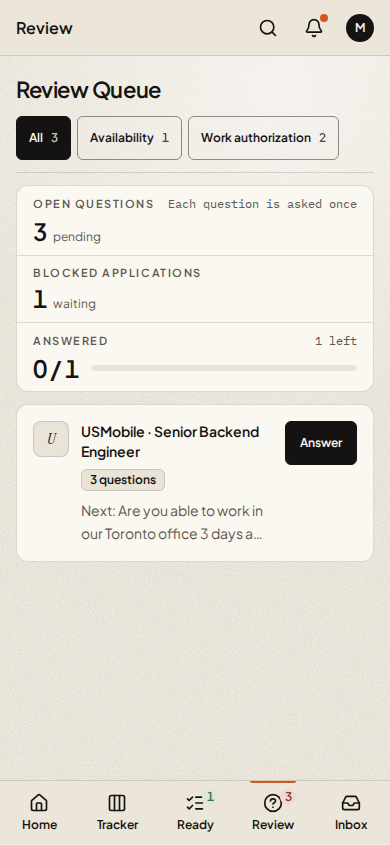 Review
M
Review Queue
All 3
Availability 1
Work authorization 2
OPEN QUESTIONS Each question is asked once
3 pending
BLOCKED APPLICATIONS
1 waiting
ANSWERED 1 left
0/1
U
USMobile · Senior Backend
Engineer
Answer
3 questions
Next: Are you able to work in
our Toronto office 3 days a…
1
3
Home
Tracker
Ready
Review
Inbox